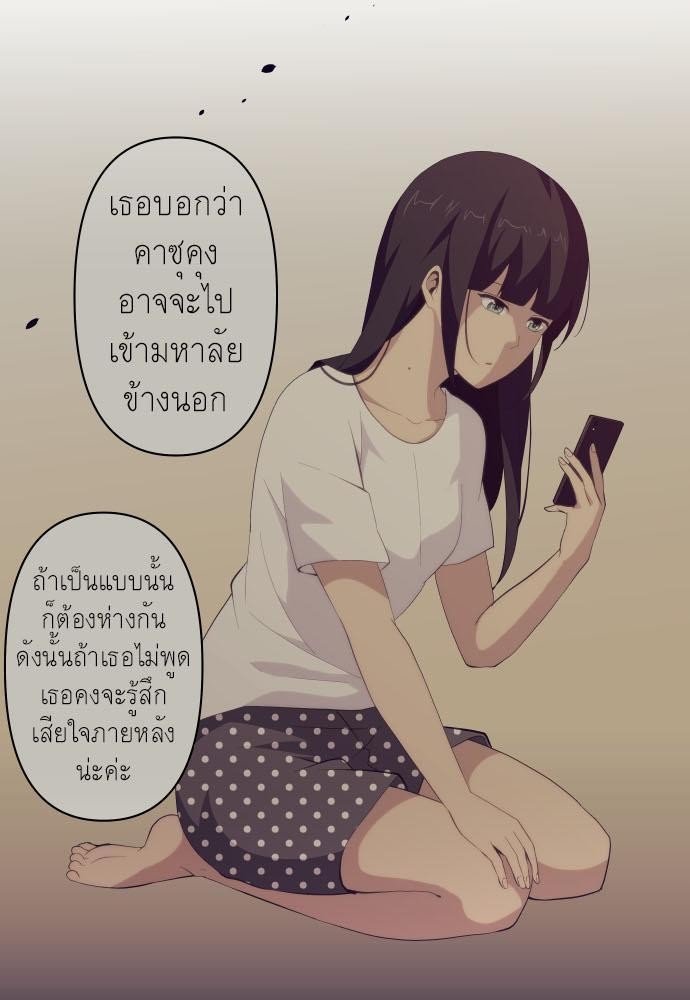 เธอบอกว่า
คาซุคุง
อาจจะไป
เข้ามหาลัย
ข้างนอก
ถ้าเป็นแบบนั้น
ก็ต้องห่างกัน
ดังนั้นถ้าเธอไม่พูด
เธอคงจะรู้สึก
เสียใจภายหลัง
น่ะค่ะ